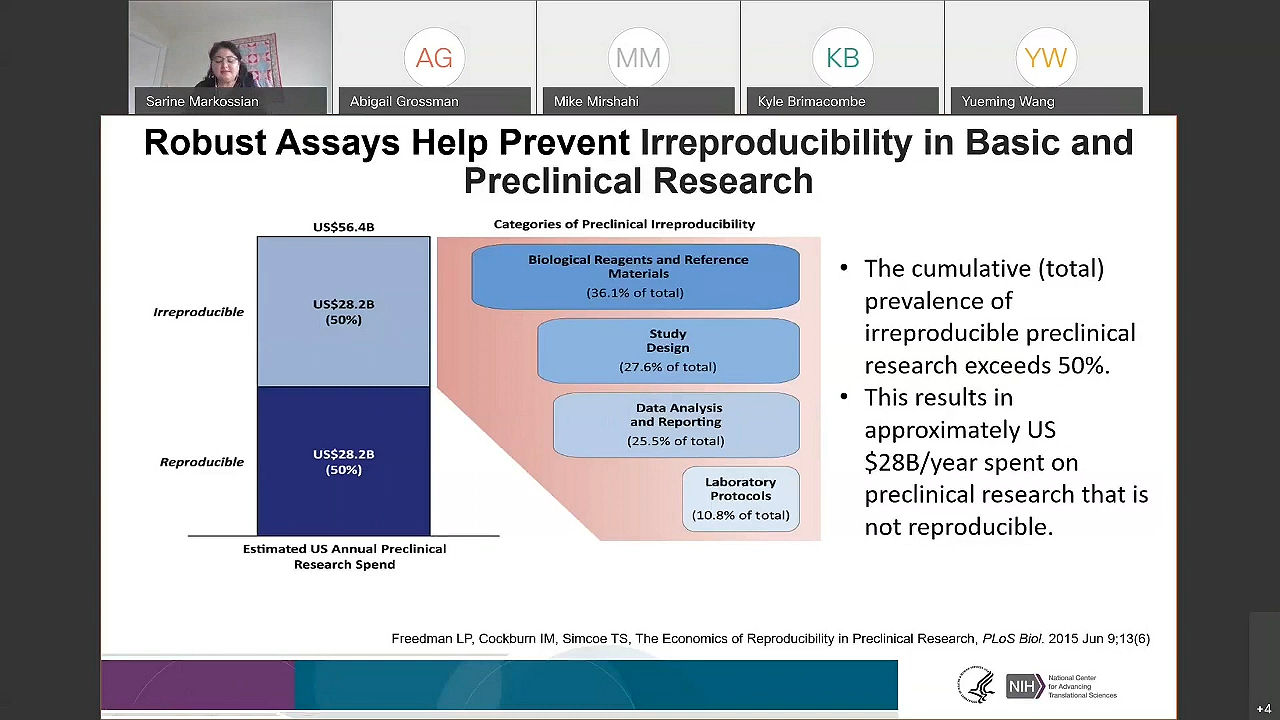 AG
MM
KB
YW
Sarine Markossian
Abigail Grossman
Mike Mirshahi
Kyle Brimacombe
Yueming Wang
Robust Assays Help Prevent Irreproducibility in Basic and
Preclinical Research
US$56.4B
Irreproducible
US$28.2B
(50%)
Reproducible
US$28.2B
(50%)
Estimated US Annual Preclinical
Research Spend
Categories of Preclinical Irreproducibility
Biological Reagents and Reference
Materials
(36.1% of total)
Study
Design
(27.6% of total)
Data Analysis
and Reporting
(25.5% of total)
Laboratory
Protocols
(10.8% of total)
• The cumulative (total)
prevalence of
irreproducible preclinical
research exceeds 50%.
• This results in
approximately US
$28B/year spent on
preclinical research that is
not reproducible.
Freedman LP, Cockburn IM, Simcoe TS, The Economics of Reproducibility in Preclinical Research, PLoS Biol. 2015 Jun 9;13(6)
NIH
National Center
for Advancing
Translational Sciences
+4